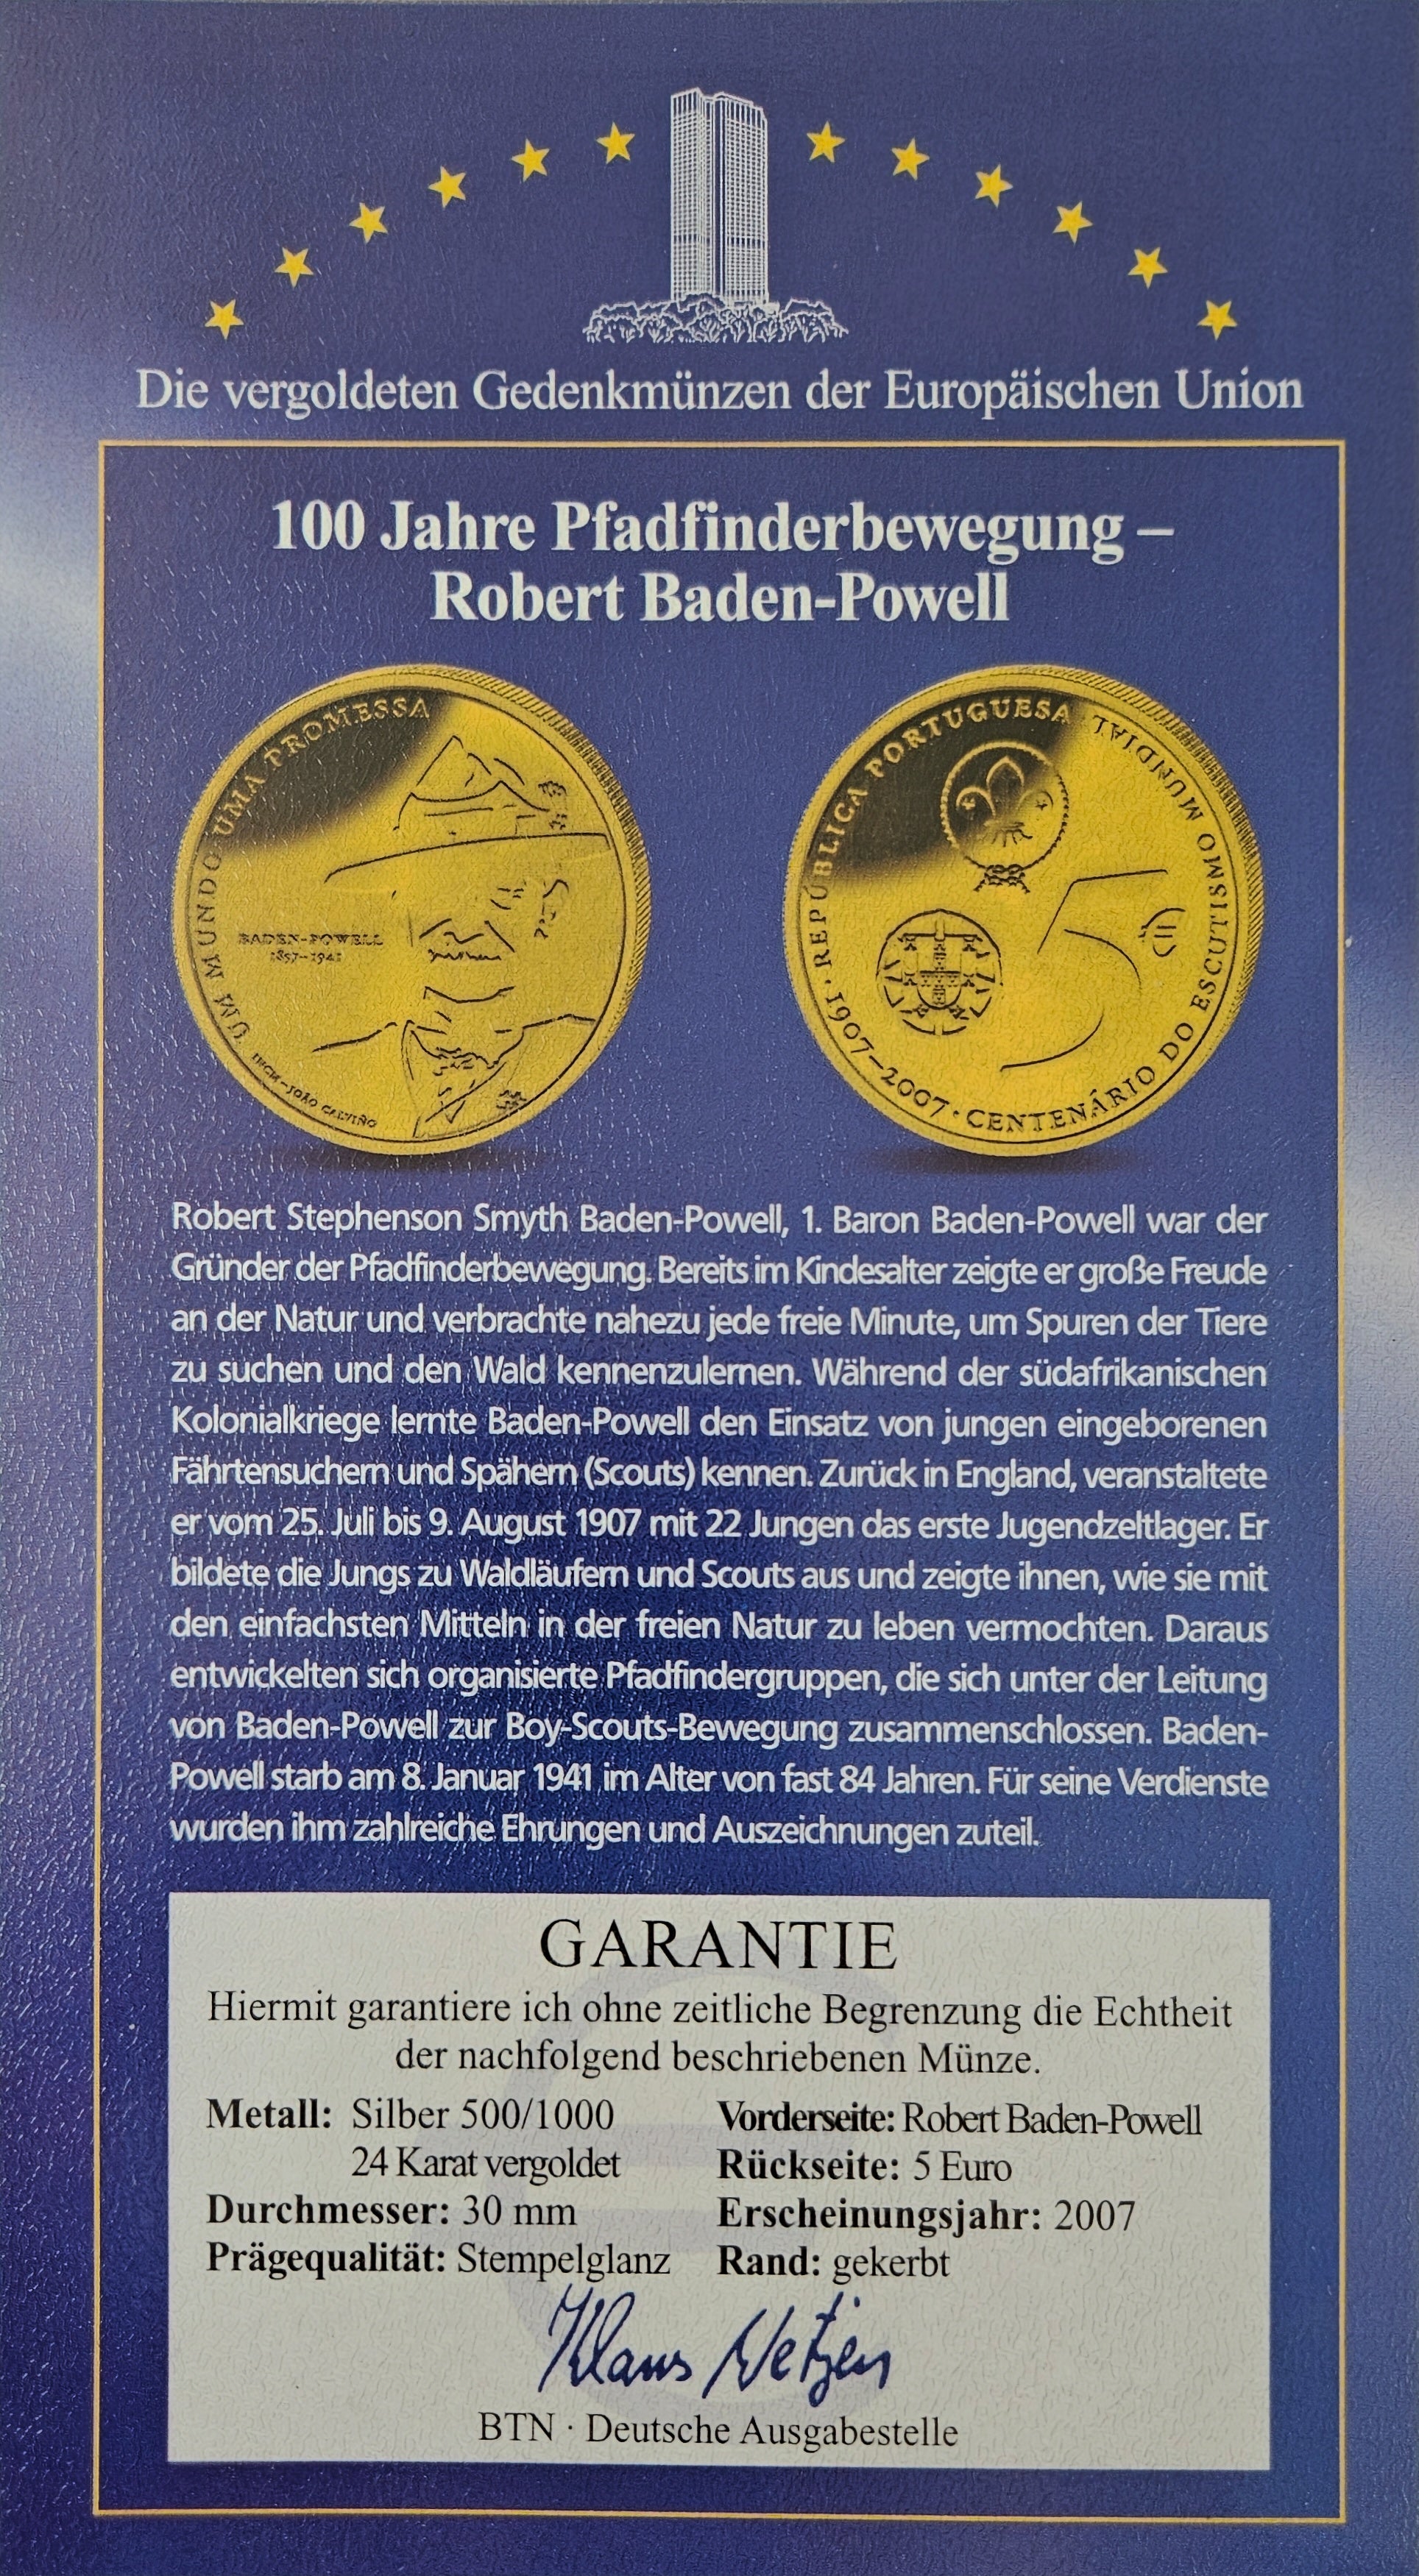 Die vergoldeten Gedenkmünzen der Europäischen Union
100 Jahre Pfadfinderbewegung –
Robert Baden-Powell
UM MUNDO UMA PROMESSA
BADEN-POWELL
1857-1941
INCM-JOÃO CALVIÑO
REPÚBLICA PORTUGUESA
· 1907-2007 · CENTENÁRIO DO ESCUTISMO MUNDIAL
5 €
Robert Stephenson Smyth Baden-Powell, 1. Baron Baden-Powell war der
Gründer der Pfadfinderbewegung. Bereits im Kindesalter zeigte er große Freude
an der Natur und verbrachte nahezu jede freie Minute, um Spuren der Tiere
zu suchen und den Wald kennenzulernen. Während der südafrikanischen
Kolonialkriege lernte Baden-Powell den Einsatz von jungen eingeborenen
Fährtensuchern und Spähern (Scouts) kennen. Zurück in England, veranstaltete
er vom 25. Juli bis 9. August 1907 mit 22 Jungen das erste Jugendzeltlager. Er
bildete die Jungs zu Waldläufern und Scouts aus und zeigte ihnen, wie sie mit
den einfachsten Mitteln in der freien Natur zu leben vermochten. Daraus
entwickelten sich organisierte Pfadfindergruppen, die sich unter der Leitung
von Baden-Powell zur Boy-Scouts-Bewegung zusammenschlossen. Baden-
Powell starb am 8. Januar 1941 im Alter von fast 84 Jahren. Für seine Verdienste
wurden ihm zahlreiche Ehrungen und Auszeichnungen zuteil.
GARANTIE
Hiermit garantiere ich ohne zeitliche Begrenzung die Echtheit
der nachfolgend beschriebenen Münze.
Metall: Silber 500/1000
24 Karat vergoldet
Durchmesser: 30 mm
Prägequalität: Stempelglanz
Vorderseite: Robert Baden-Powell
Rückseite: 5 Euro
Erscheinungsjahr: 2007
Rand: gekerbt
Klaus
BTN · Deutsche Ausgabestelle